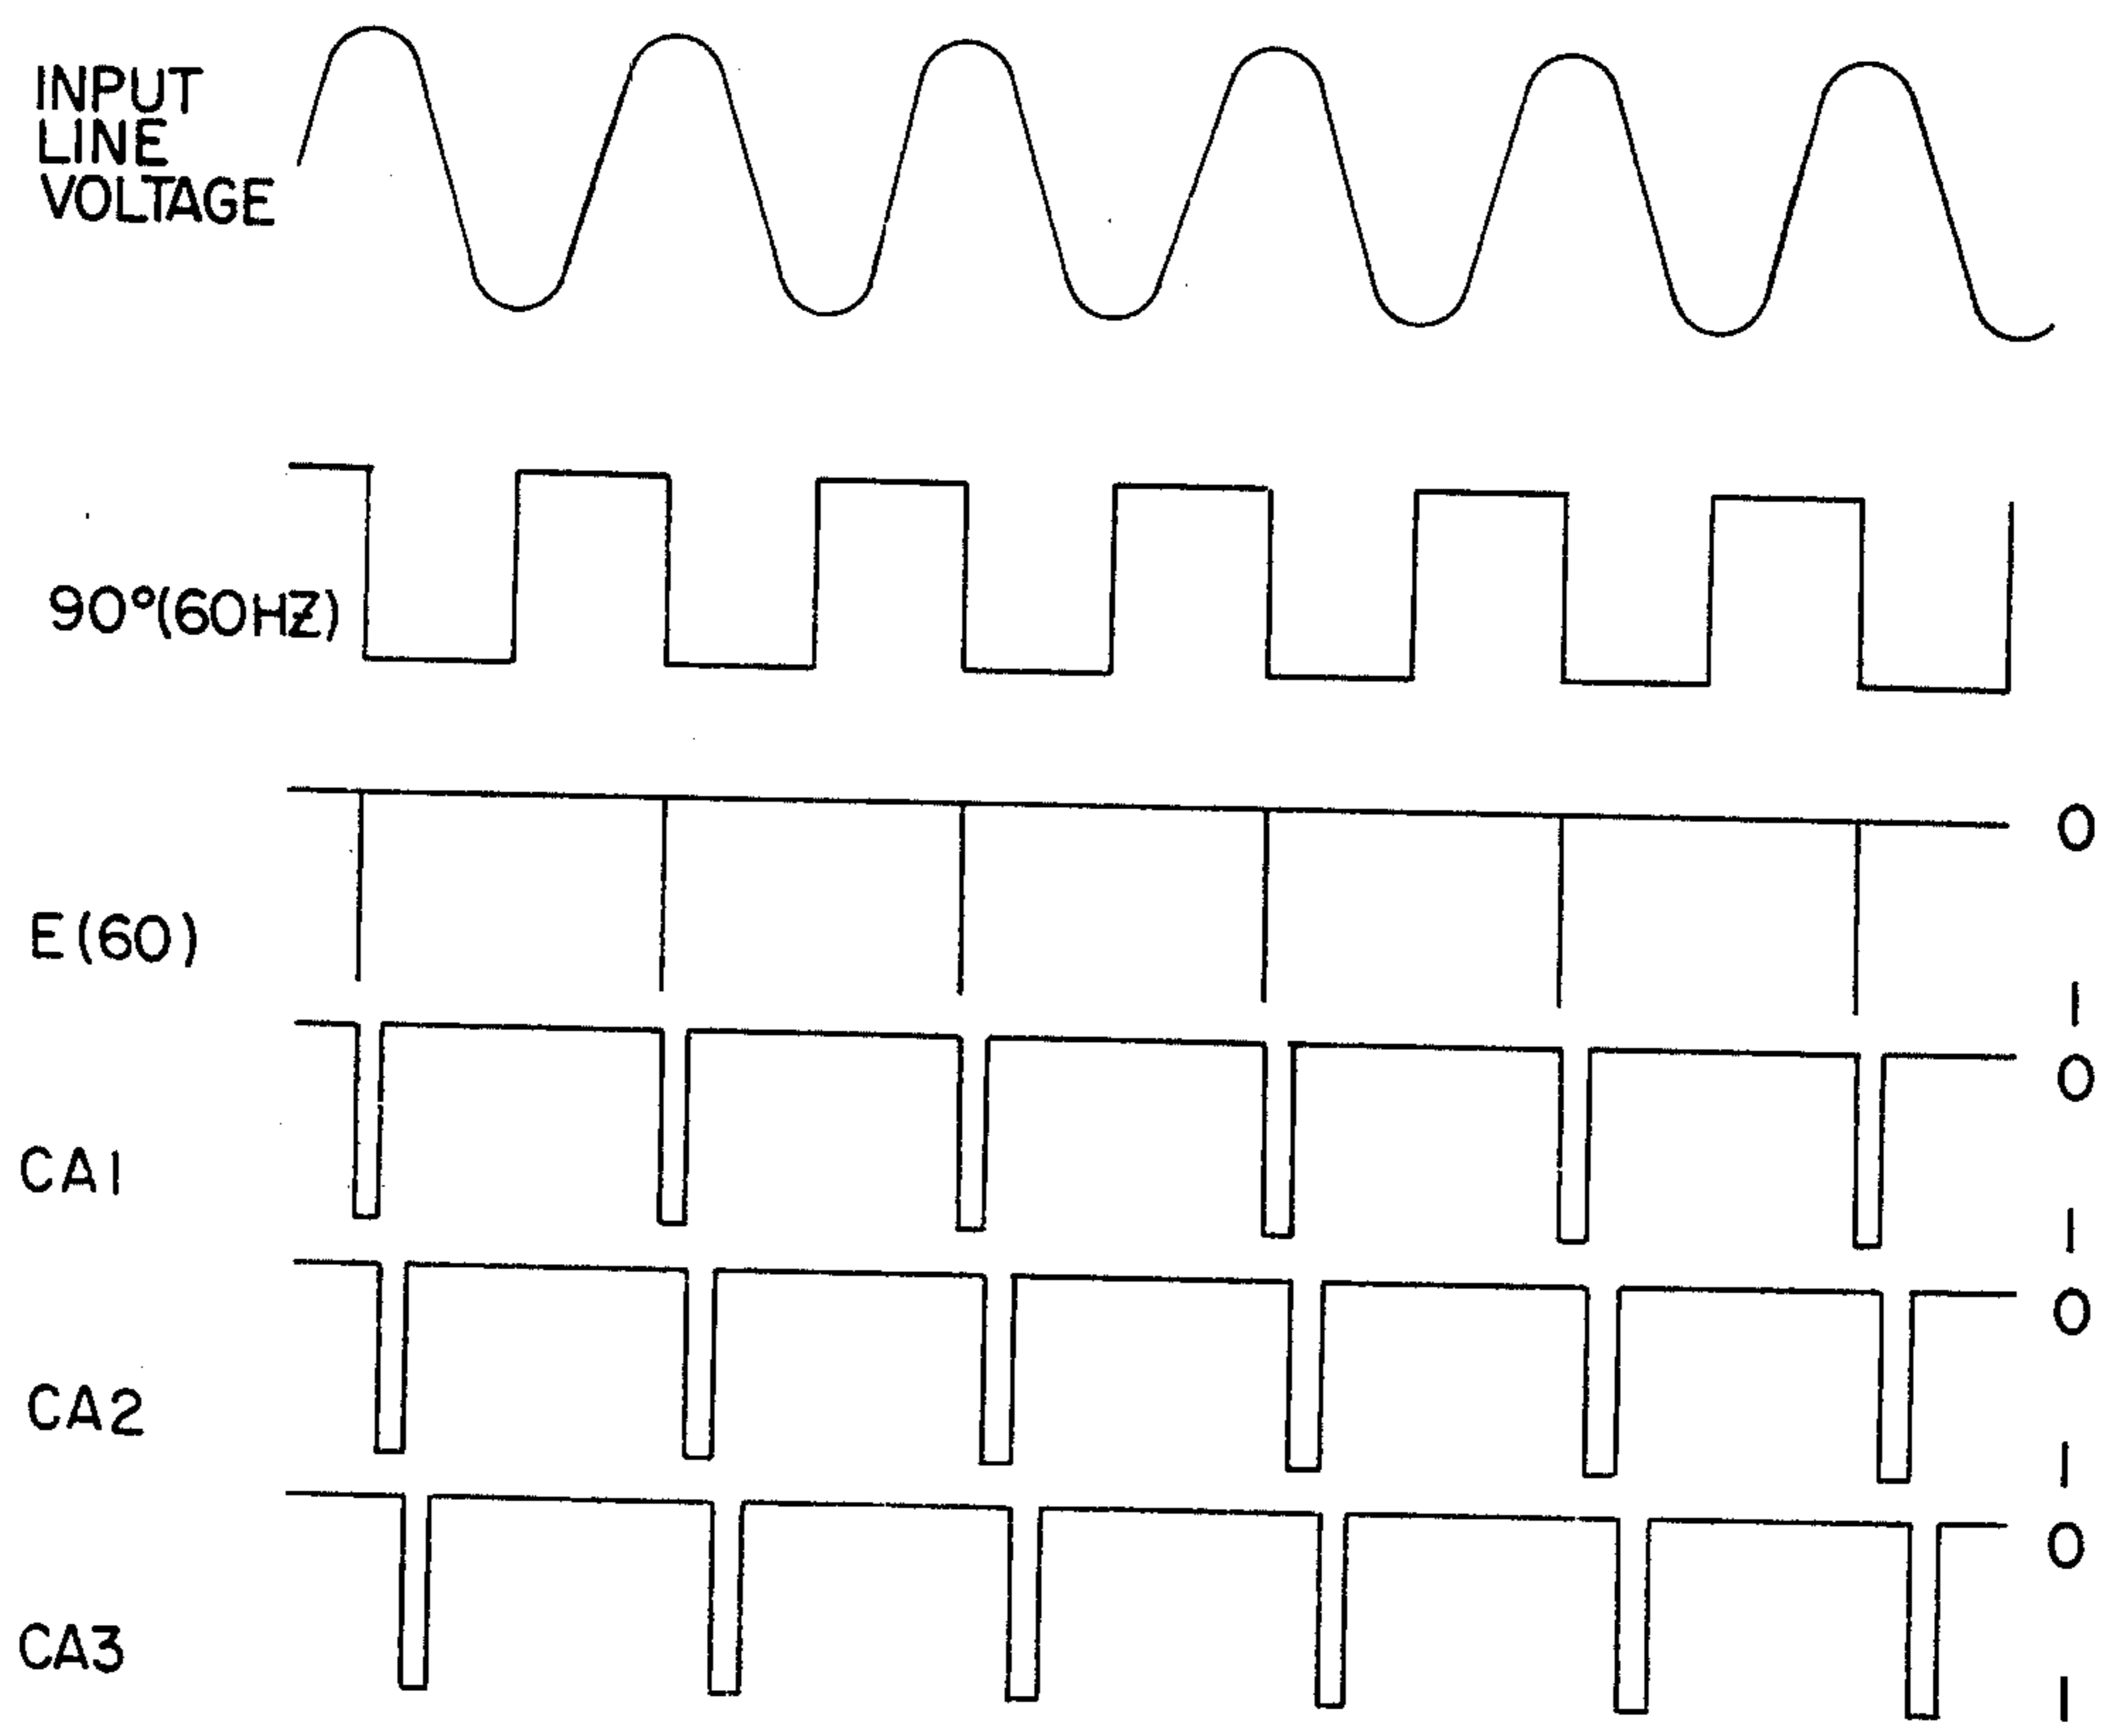 INPUT
LINE
VOLTAGE
90°(60HZ)
0
E(60)
1
0
CA1
1
0
CA2
1
0
CA3
1